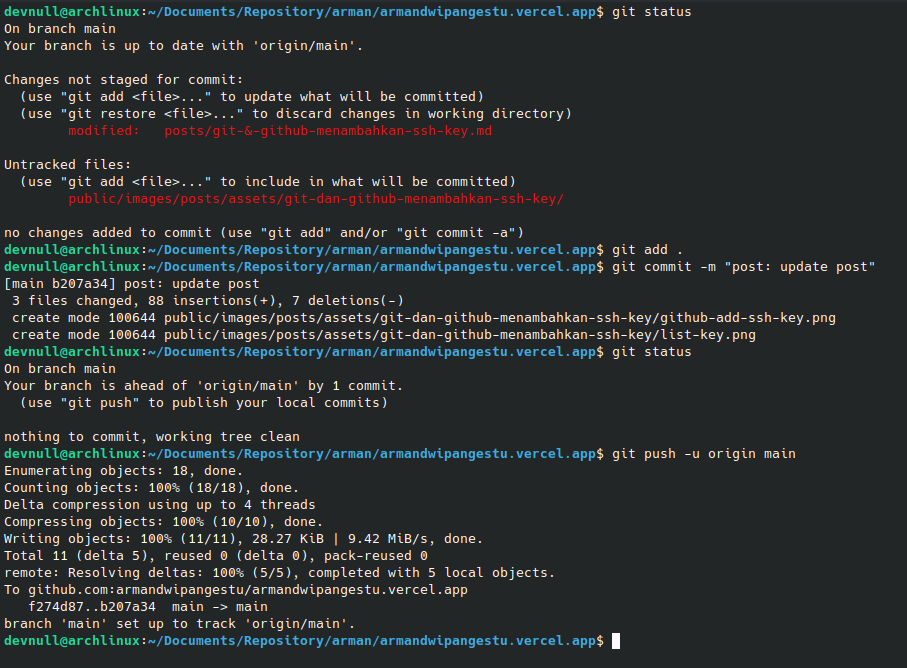 devnull@archlinux:~/Documents/Repository/arman/armandwipangestu.vercel.app$ git status
On branch main
Your branch is up to date with 'origin/main'.

Changes not staged for commit:
  (use "git add <file>..." to update what will be committed)
  (use "git restore <file>..." to discard changes in working directory)
        modified:   posts/git-&-github-menambahkan-ssh-key.md

Untracked files:
  (use "git add <file>..." to include in what will be committed)
        public/images/posts/assets/git-dan-github-menambahkan-ssh-key/

no changes added to commit (use "git add" and/or "git commit -a")
devnull@archlinux:~/Documents/Repository/arman/armandwipangestu.vercel.app$ git add .
devnull@archlinux:~/Documents/Repository/arman/armandwipangestu.vercel.app$ git commit -m "post: update post"
[main b207a34] post: update post
 3 files changed, 88 insertions(+), 7 deletions(-)
 create mode 100644 public/images/posts/assets/git-dan-github-menambahkan-ssh-key/github-add-ssh-key.png
 create mode 100644 public/images/posts/assets/git-dan-github-menambahkan-ssh-key/list-key.png
devnull@archlinux:~/Documents/Repository/arman/armandwipangestu.vercel.app$ git status
On branch main
Your branch is ahead of 'origin/main' by 1 commit.
  (use "git push" to publish your local commits)

nothing to commit, working tree clean
devnull@archlinux:~/Documents/Repository/arman/armandwipangestu.vercel.app$ git push -u origin main
Enumerating objects: 18, done.
Counting objects: 100% (18/18), done.
Delta compression using up to 4 threads
Compressing objects: 100% (10/10), done.
Writing objects: 100% (11/11), 28.27 KiB | 9.42 MiB/s, done.
Total 11 (delta 5), reused 0 (delta 0), pack-reused 0
remote: Resolving deltas: 100% (5/5), completed with 5 local objects.
To github.com:armandwipangestu/armandwipangestu.vercel.app
   f274d87..b207a34  main -> main
branch 'main' set up to track 'origin/main'.
devnull@archlinux:~/Documents/Repository/arman/armandwipangestu.vercel.app$